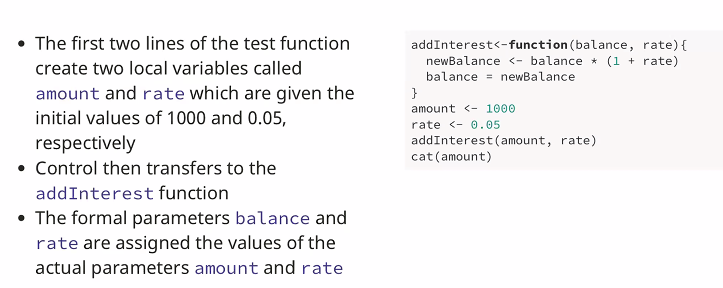 • The first two lines of the test function
create two local variables called
amount and rate which are given the
initial values of 1000 and 0.05,
respectively
• Control then transfers to the
addInterest function
• The formal parameters balance and
rate are assigned the values of the
actual parameters amount and rate
addInterest<-function(balance, rate){
  newBalance <- balance * (1 + rate)
  balance = newBalance
}
amount <- 1000
rate <- 0.05
addInterest(amount, rate)
cat(amount)